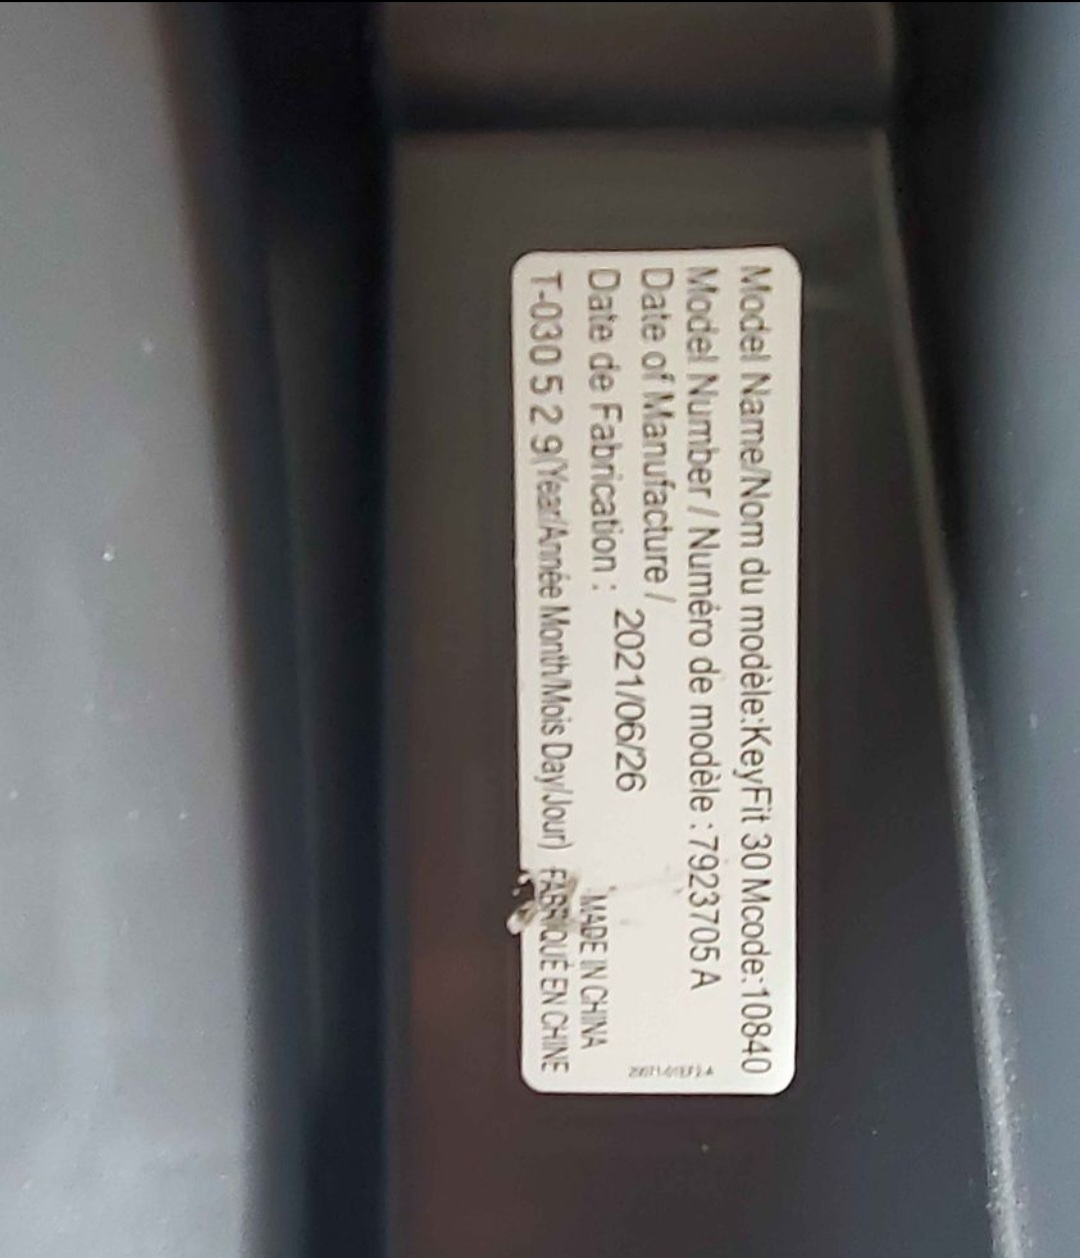 Model Name/Nom du modèle:KeyFit 30 Mcode:10840
Model Number / Numéro de modèle :7923705 A
Date of Manufacture /
Date de Fabrication : 2021/06/26
MADE IN CHINA
T-030 5 2 9(Year/Année Month/Mois Day/Jour) FABRIQUÉ EN CHINE